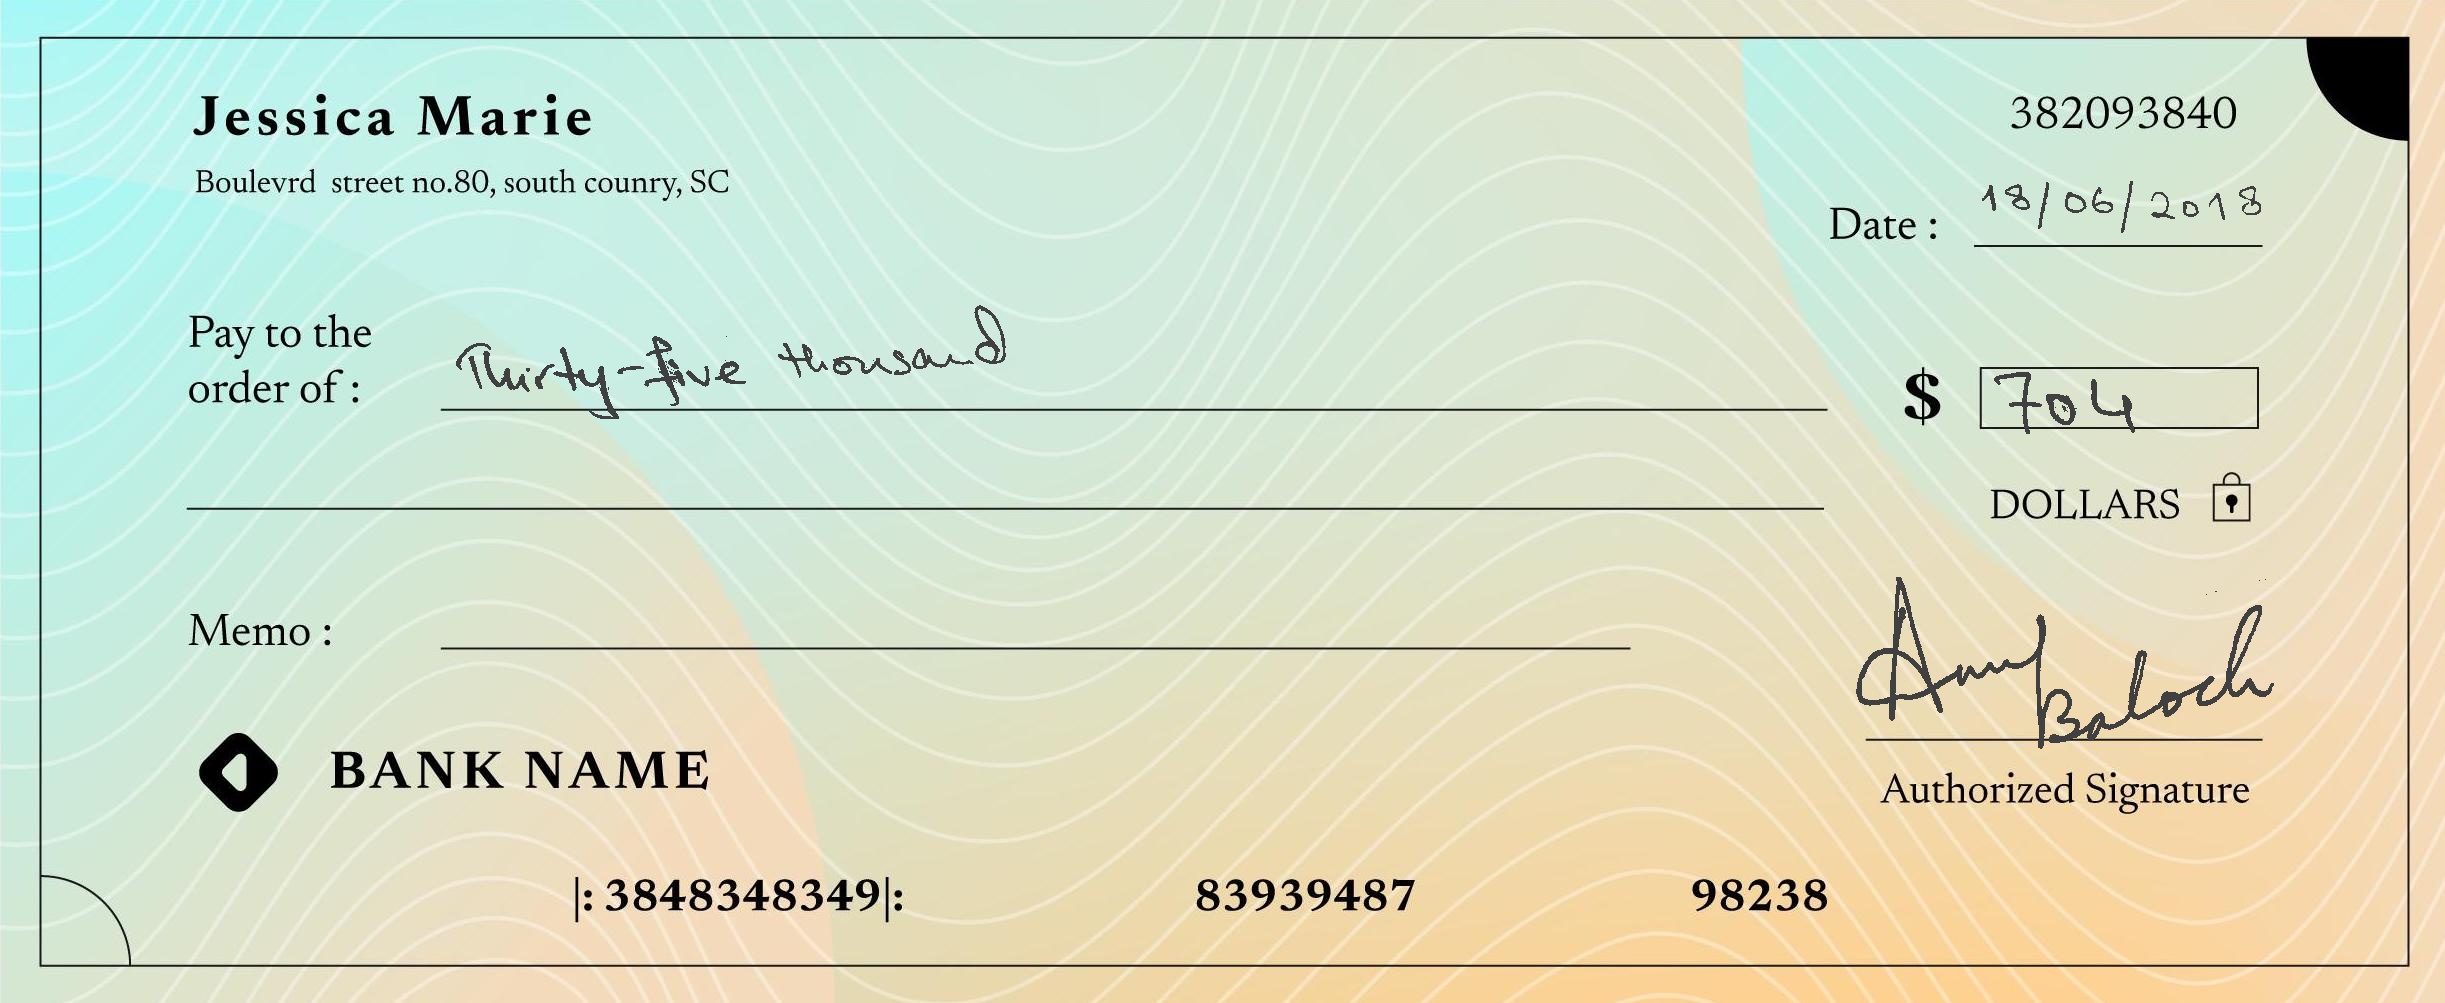 Jessica Marie
382093840
Boulevrd street no.80, south counry, SC
Date : 18/06/2018
Pay to the
order of : Thirty-five thousand
$ 704
DOLLARS
Memo :
Baloch
BANK NAME
Authorized Signature
|: 3848348349|: 83939487 98238